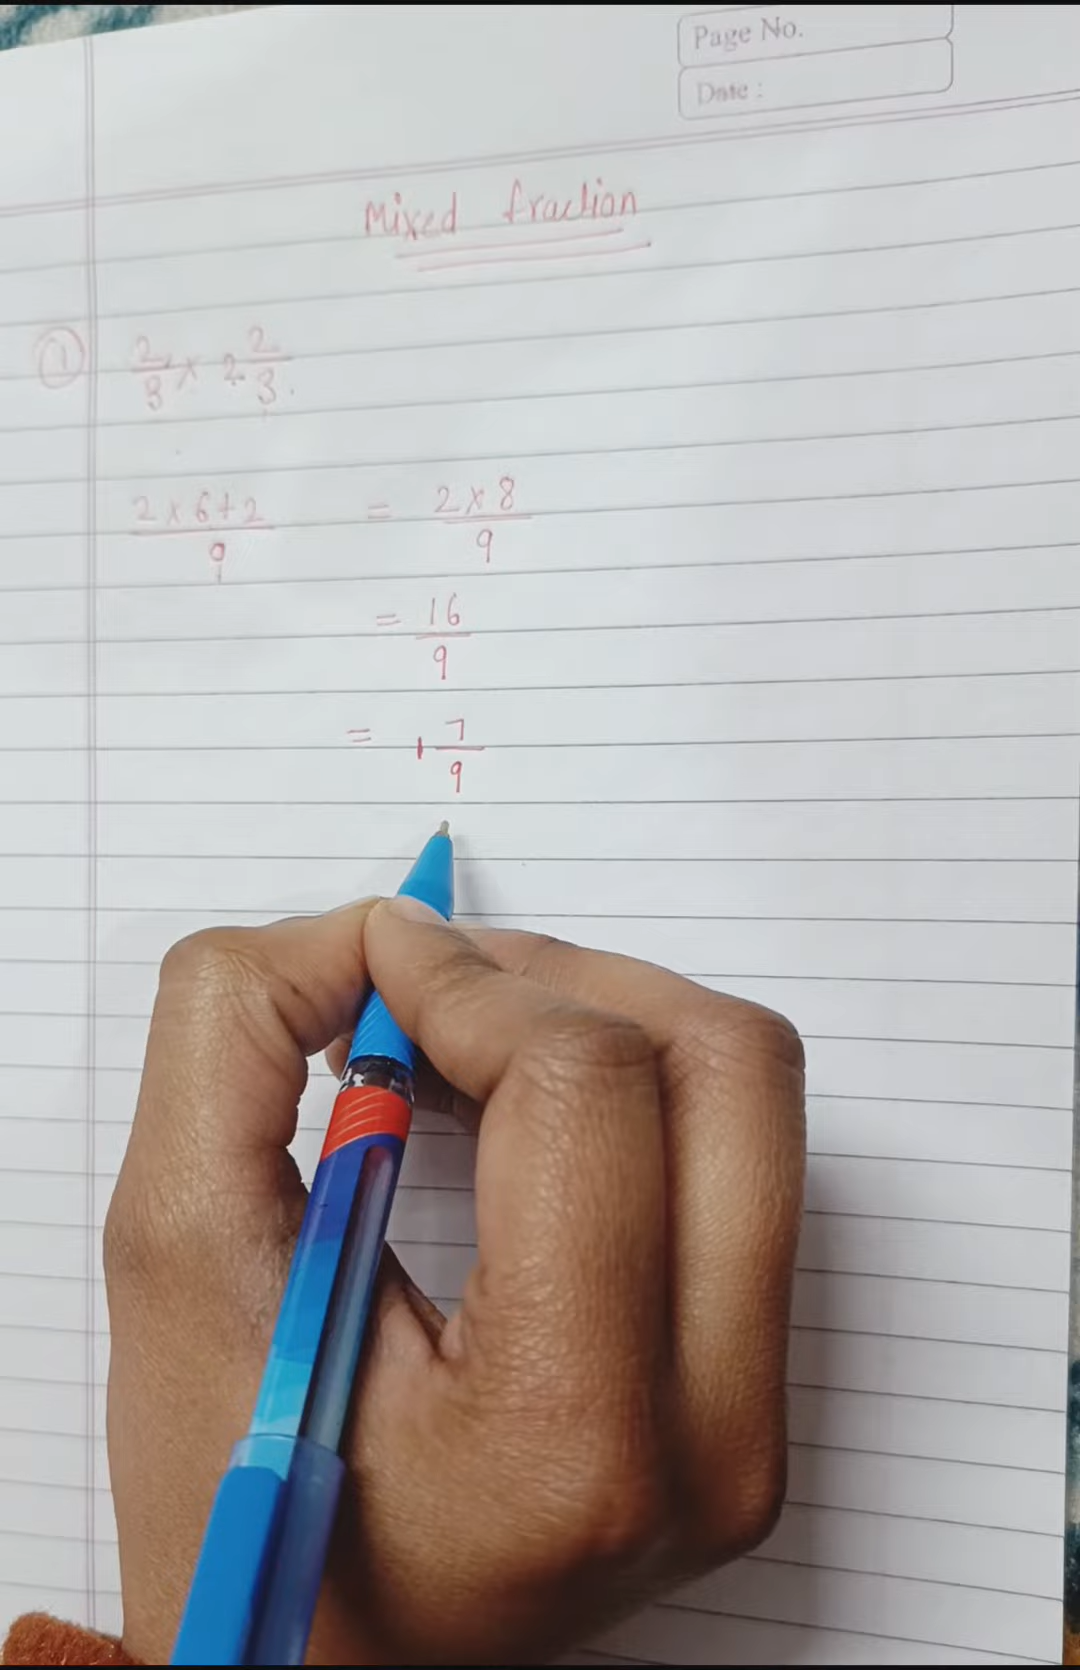 Page No.
Date :
Mixed fraction
① 2/3 × 2 2/3.
2 × 6 + 2 / 9 = 2 × 8 / 9
= 16 / 9
= 1 7/9